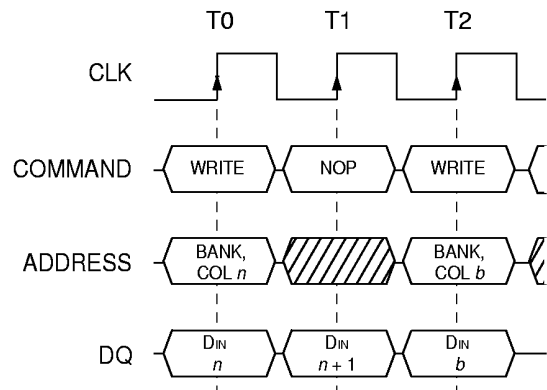 T0 T1 T2
CLK
COMMAND WRITE NOP WRITE
ADDRESS BANK, COL n BANK, COL b
DQ DIN n DIN n + 1 DIN b